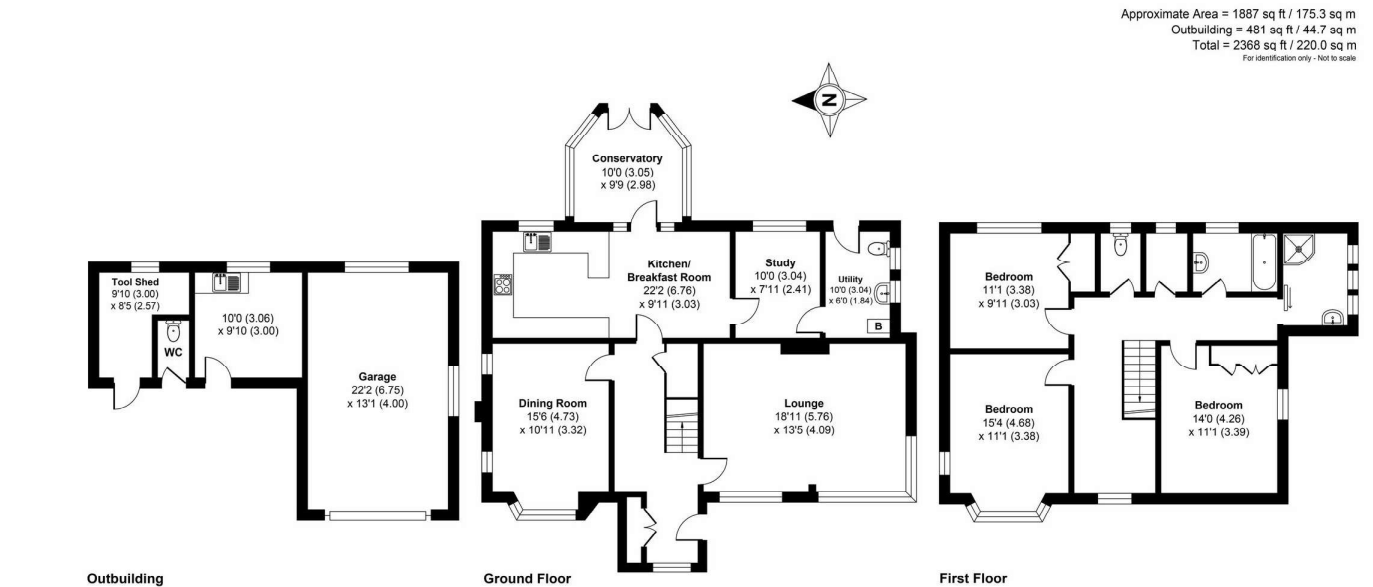 Approximate Area = 1887 sq ft / 175.3 sq m
Outbuilding = 481 sq ft / 44.7 sq m
Total = 2368 sq ft / 220.0 sq m
For identification only - Not to scale
N
Tool Shed
9'10 (3.00)
x 8'5 (2.57)
WC
10'0 (3.06)
x 9'10 (3.00)
Garage
22'2 (6.75)
x 13'1 (4.00)
Outbuilding
Conservatory
10'0 (3.05)
x 9'9 (2.98)
Kitchen/
Breakfast Room
22'2 (6.76)
x 9'11 (3.03)
Study
10'0 (3.04)
x 7'11 (2.41)
Utility
10'0 (3.04)
x 6'0 (1.84)
B
Dining Room
15'6 (4.73)
x 10'11 (3.32)
Lounge
18'11 (5.76)
x 13'5 (4.09)
Ground Floor
Bedroom
11'1 (3.38)
x 9'11 (3.03)
Bedroom
15'4 (4.68)
x 11'1 (3.38)
Bedroom
14'0 (4.26)
x 11'1 (3.39)
First Floor